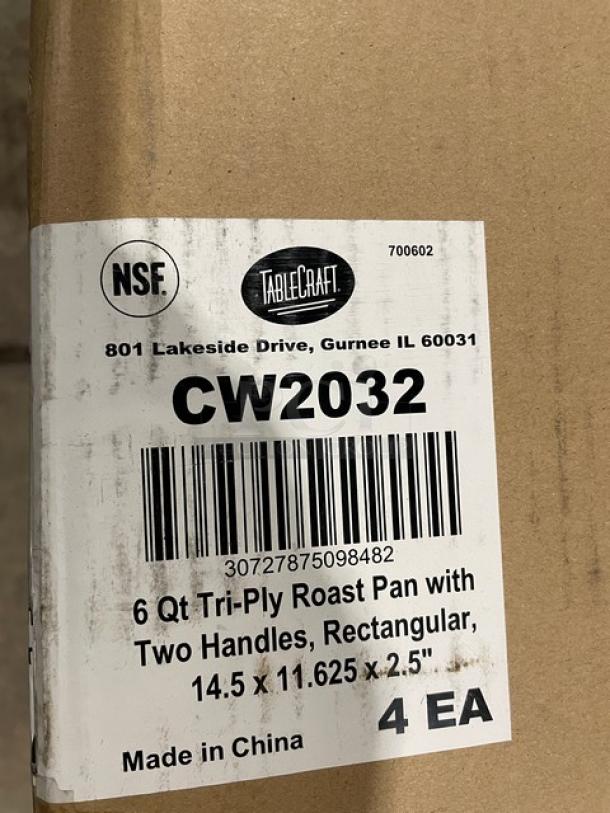 NSF.
TABLECRAFT.
700602
801 Lakeside Drive, Gurnee IL 60031
CW2032
30727875098482
6 Qt Tri-Ply Roast Pan with
Two Handles, Rectangular,
14.5 x 11.625 x 2.5"
4 EA
Made in China